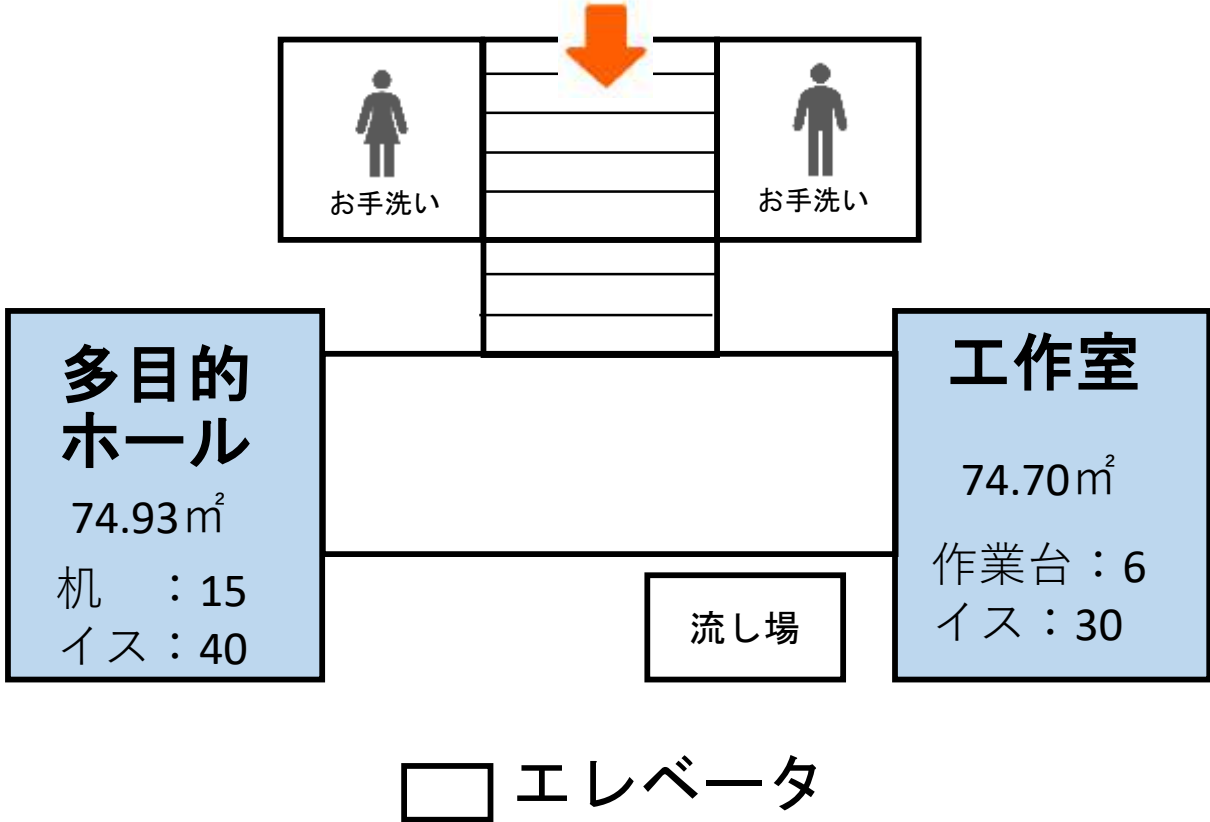 お手洗い
お手洗い
多目的
ホール
74.93㎡
机　：15
イス：40
工作室
74.70㎡
作業台：6
イス：30
流し場
エレベータ